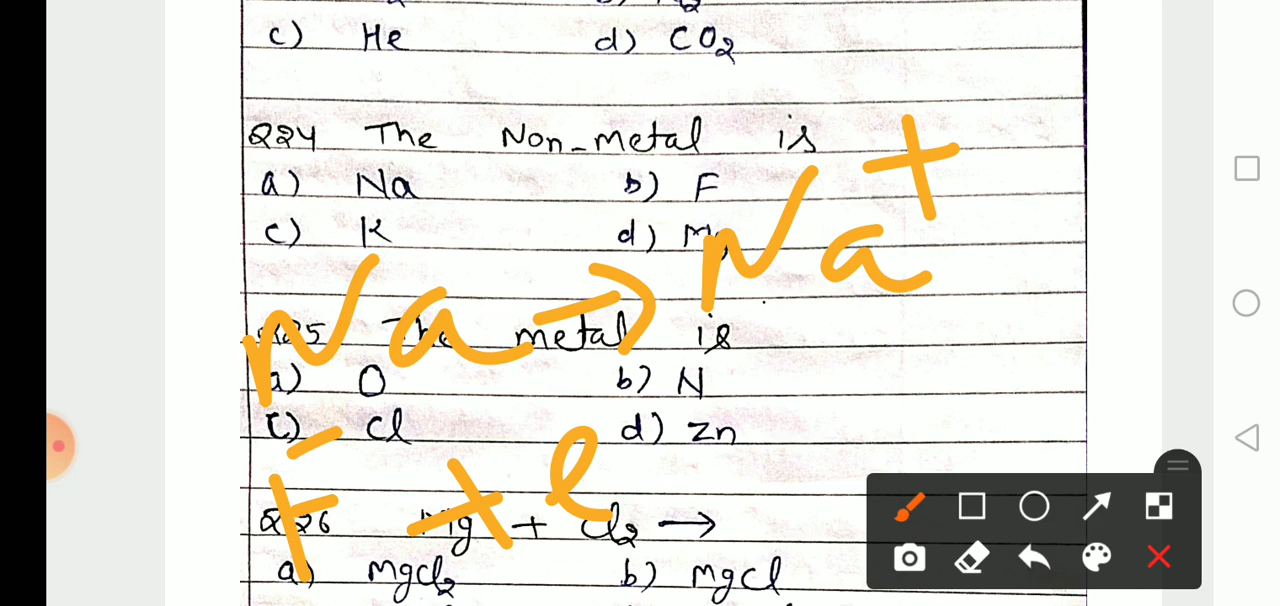 c) He d) CO2
Q24 The Non-metal is
a) Na b) F
c) K d) Mg
Na → Na+
Q25 The metal is
a) O b) N
c) Cl d) Zn
Q26 Mg + Cl2 →
a) MgCl2 b) MgCl